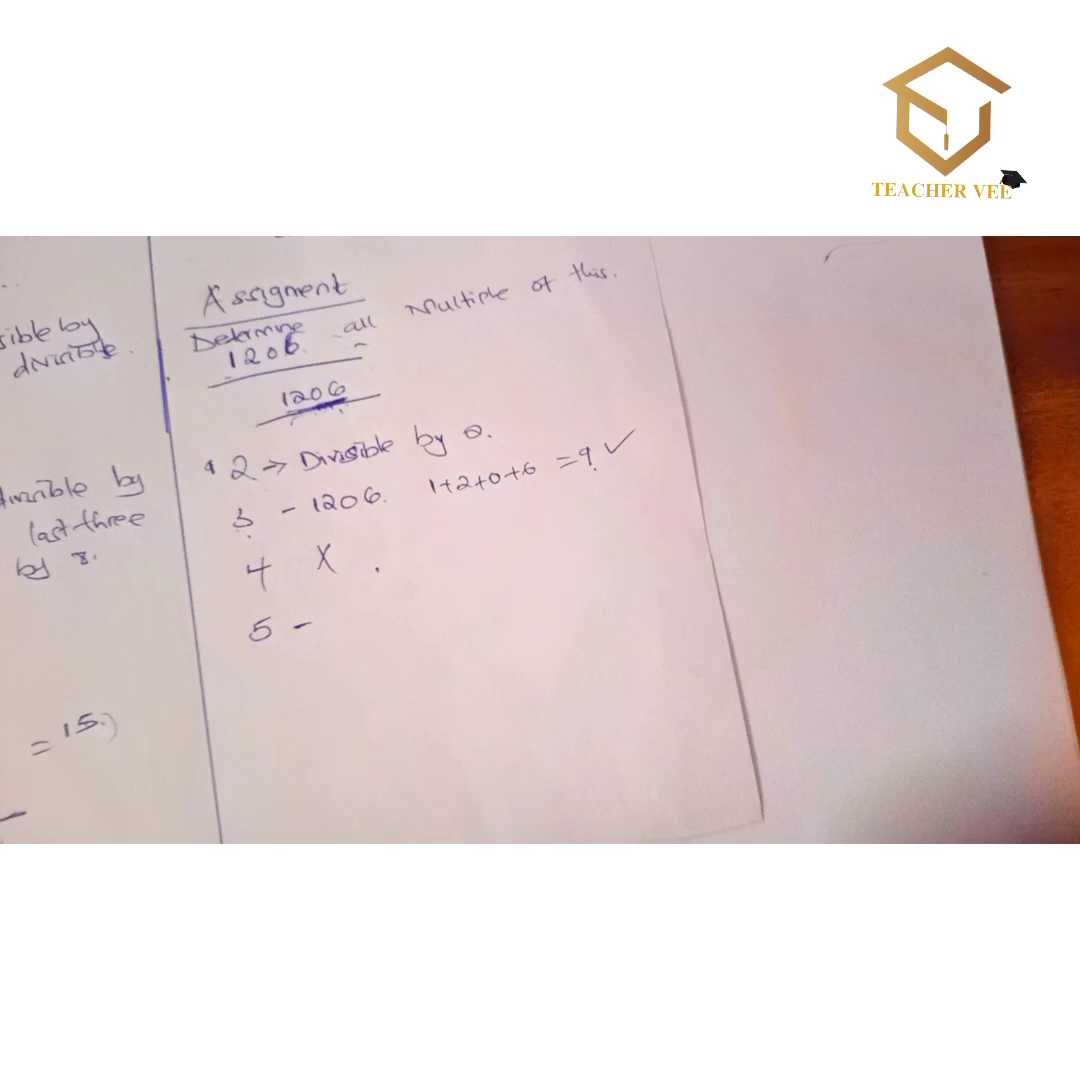 TEACHER VEE
sible by
divisible.
divisible by
last three
by 8.
= 15.)
Assigment
Determine all Multiple of this.
1206.
1206
2 → Divisible by 2.
3 - 1206. 1+2+0+6 = 9. ✓
4 X .
5 -